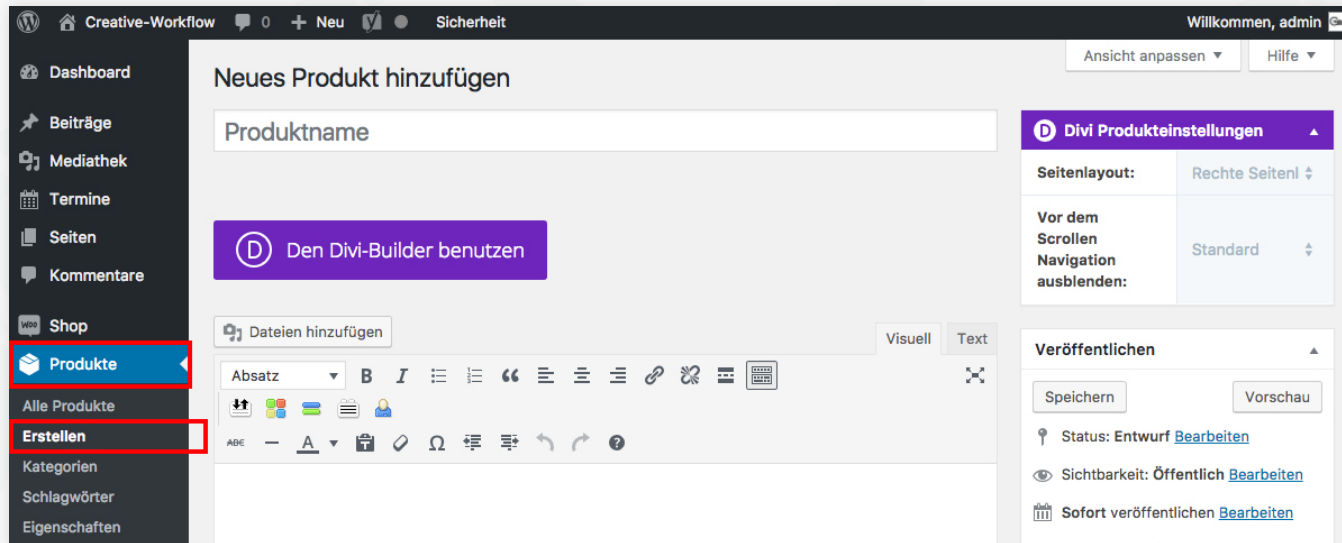 Creative-Workflow 0 + Neu Sicherheit Willkommen, admin
Dashboard
Beiträge
Mediathek
Termine
Seiten
Kommentare
Woo Shop
Produkte
Alle Produkte
Erstellen
Kategorien
Schlagwörter
Eigenschaften
Ansicht anpassen ▼ Hilfe ▼
Neues Produkt hinzufügen
Produktname
D Den Divi-Builder benutzen
Dateien hinzufügen
Visuell Text
Absatz ▼ B I
ABE — A ▼ Ω
D Divi Produkteinstellungen ▲
Seitenlayout: Rechte Seitenl
Vor dem
Scrollen
Navigation
ausblenden:
Standard
Veröffentlichen ▲
Speichern Vorschau
Status: Entwurf Bearbeiten
Sichtbarkeit: Öffentlich Bearbeiten
Sofort veröffentlichen Bearbeiten